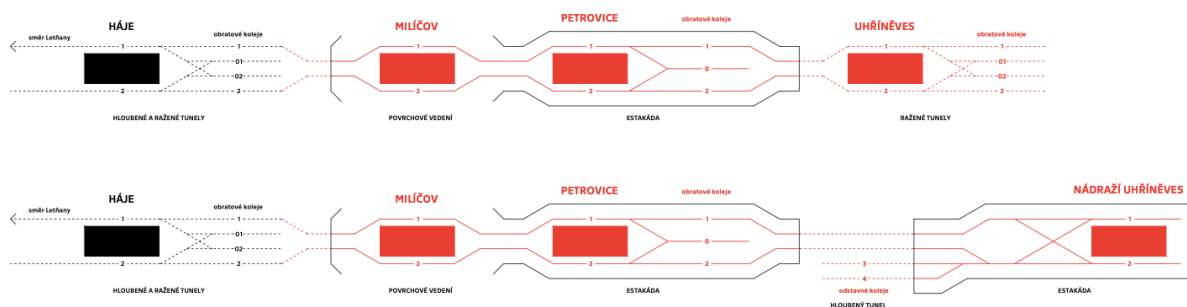 PETROVICE
obratové koleje
HÁJE
MILÍČOV
UHŘÍNĚVES
směr Letňany
obratové koleje
obratové koleje
1 1 1 1 1 1 1
01 0 01
02 02
2 2 2 2 2 2 2
HLOUBENÉ A RAŽENÉ TUNELY
POVRCHOVÉ VEDENÍ
ESTAKÁDA
RAŽENÉ TUNELY
HÁJE
MILÍČOV
PETROVICE
obratové koleje
NÁDRAŽÍ UHŘÍNĚVES
směr Letňany
obratové koleje
1 1 1 1 1 1
01 0
02
2 2 2 2 2 3 2
4
odstavné koleje
HLOUBENÉ A RAŽENÉ TUNELY
POVRCHOVÉ VEDENÍ
ESTAKÁDA
ESTAKÁDA
HLOUBENÝ TUNEL